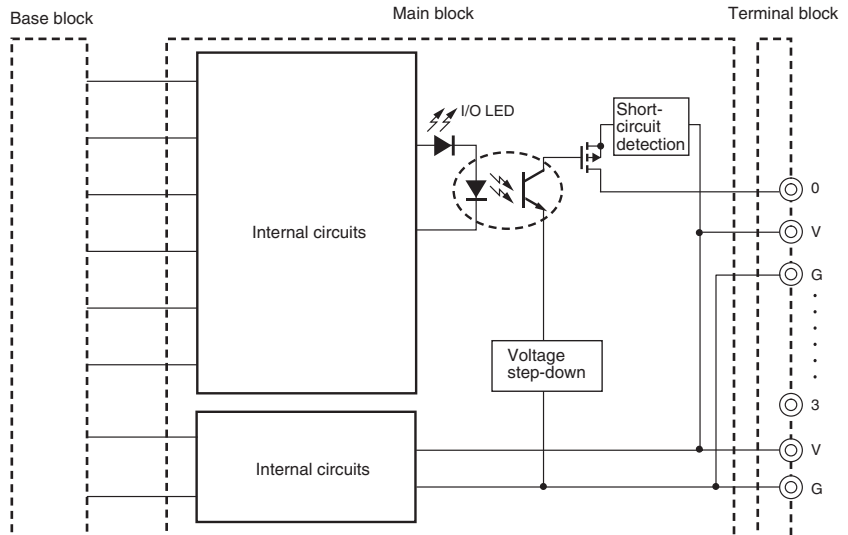 Base block
Main block
Terminal block
I/O LED
Short-
circuit
detection
0
Internal circuits
V
G
Voltage
step-down
3
Internal circuits
V
G